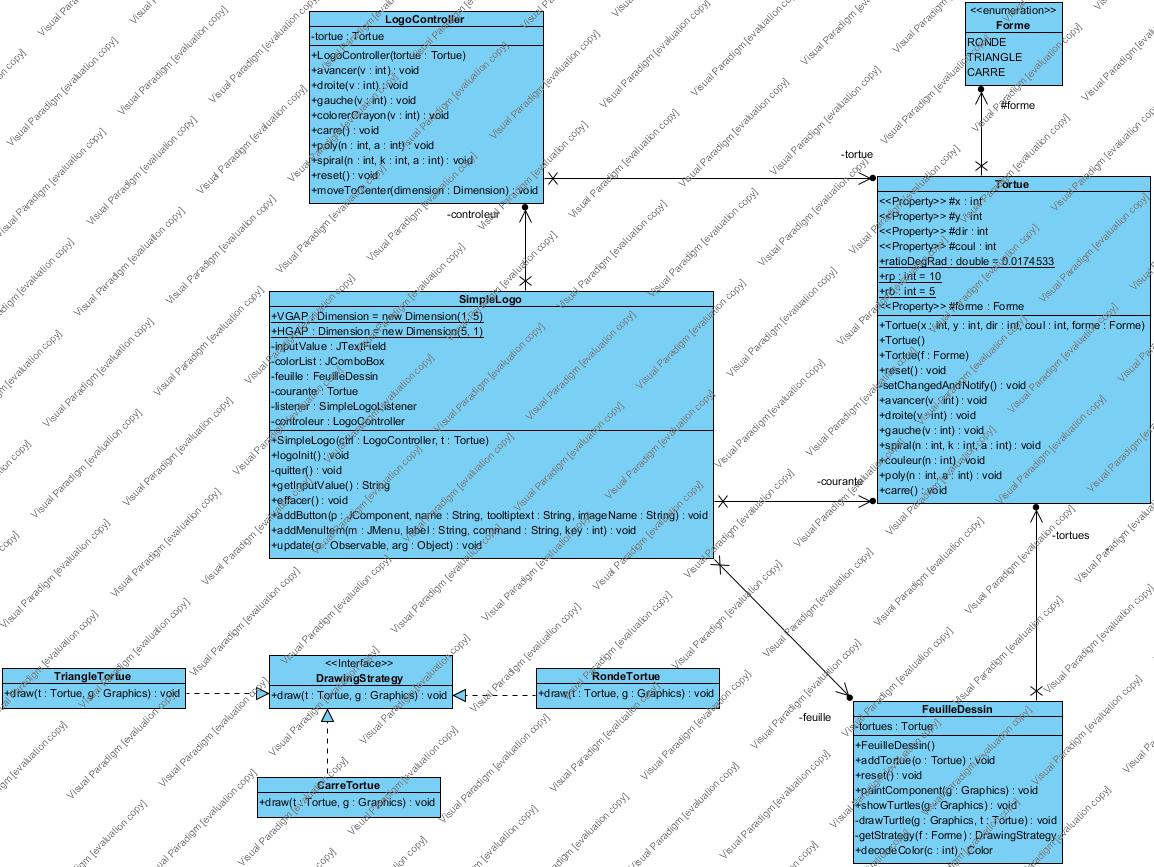 LogoController
-tortue : Tortue
+LogoController(tortue : Tortue)
+avancer(v : int) : void
+droite(v : int) : void
+gauche(v : int) : void
+colorerCrayon(v : int) : void
+carre() : void
+poly(n : int, a : int) : void
+spiral(n : int, k : int, a : int) : void
+reset() : void
+moveToCenter(dimension : Dimension) : void
<<enumeration>>
Forme
RONDE
TRIANGLE
CARRE
#forme
-tortue
-controleur
Tortue
<<Property>> #x : int
<<Property>> #y : int
<<Property>> #dir : int
<<Property>> #coul : int
+ratioDegRad : double = 0.0174533
+rp : int = 10
+rb : int = 5
<<Property>> #forme : Forme
+Tortue(x : int, y : int, dir : int, coul : int, forme : Forme)
+Tortue()
+Tortue(f : Forme)
+reset() : void
-setChangedAndNotify() : void
+avancer(v : int) : void
+droite(v : int) : void
+gauche(v : int) : void
+spiral(n : int, k : int, a : int) : void
+couleur(n : int) : void
+poly(n : int, a : int) : void
+carre() : void
SimpleLogo
+VGAP : Dimension = new Dimension(1, 5)
+HGAP : Dimension = new Dimension(5, 1)
-inputValue : JTextField
-colorList : JComboBox
-feuille : FeuilleDessin
-courante : Tortue
-listener : SimpleLogoListener
-controleur : LogoController
+SimpleLogo(ctrl : LogoController, t : Tortue)
+logoInit() : void
-quitter() : void
+getInputValue() : String
+effacer() : void
+addButton(p : JComponent, name : String, tooltiptext : String, imageName : String) : void
+addMenuItem(m : JMenu, label : String, command : String, key : int) : void
+update(o : Observable, arg : Object) : void
-courante
-tortues
-feuille
TriangleTortue
+draw(t : Tortue, g : Graphics) : void
<<Interface>>
DrawingStrategy
+draw(t : Tortue, g : Graphics) : void
RondeTortue
+draw(t : Tortue, g : Graphics) : void
CarreTortue
+draw(t : Tortue, g : Graphics) : void
FeuilleDessin
-tortues : Tortue
+FeuilleDessin()
+addTortue(o : Tortue) : void
+reset() : void
+paintComponent(g : Graphics) : void
+showTurtles(g : Graphics) : void
-drawTurtle(g : Graphics, t : Tortue) : void
-getStrategy(f : Forme) : DrawingStrategy
+decodeColor(c : int) : Color
Visual Paradigm [evaluation copy]